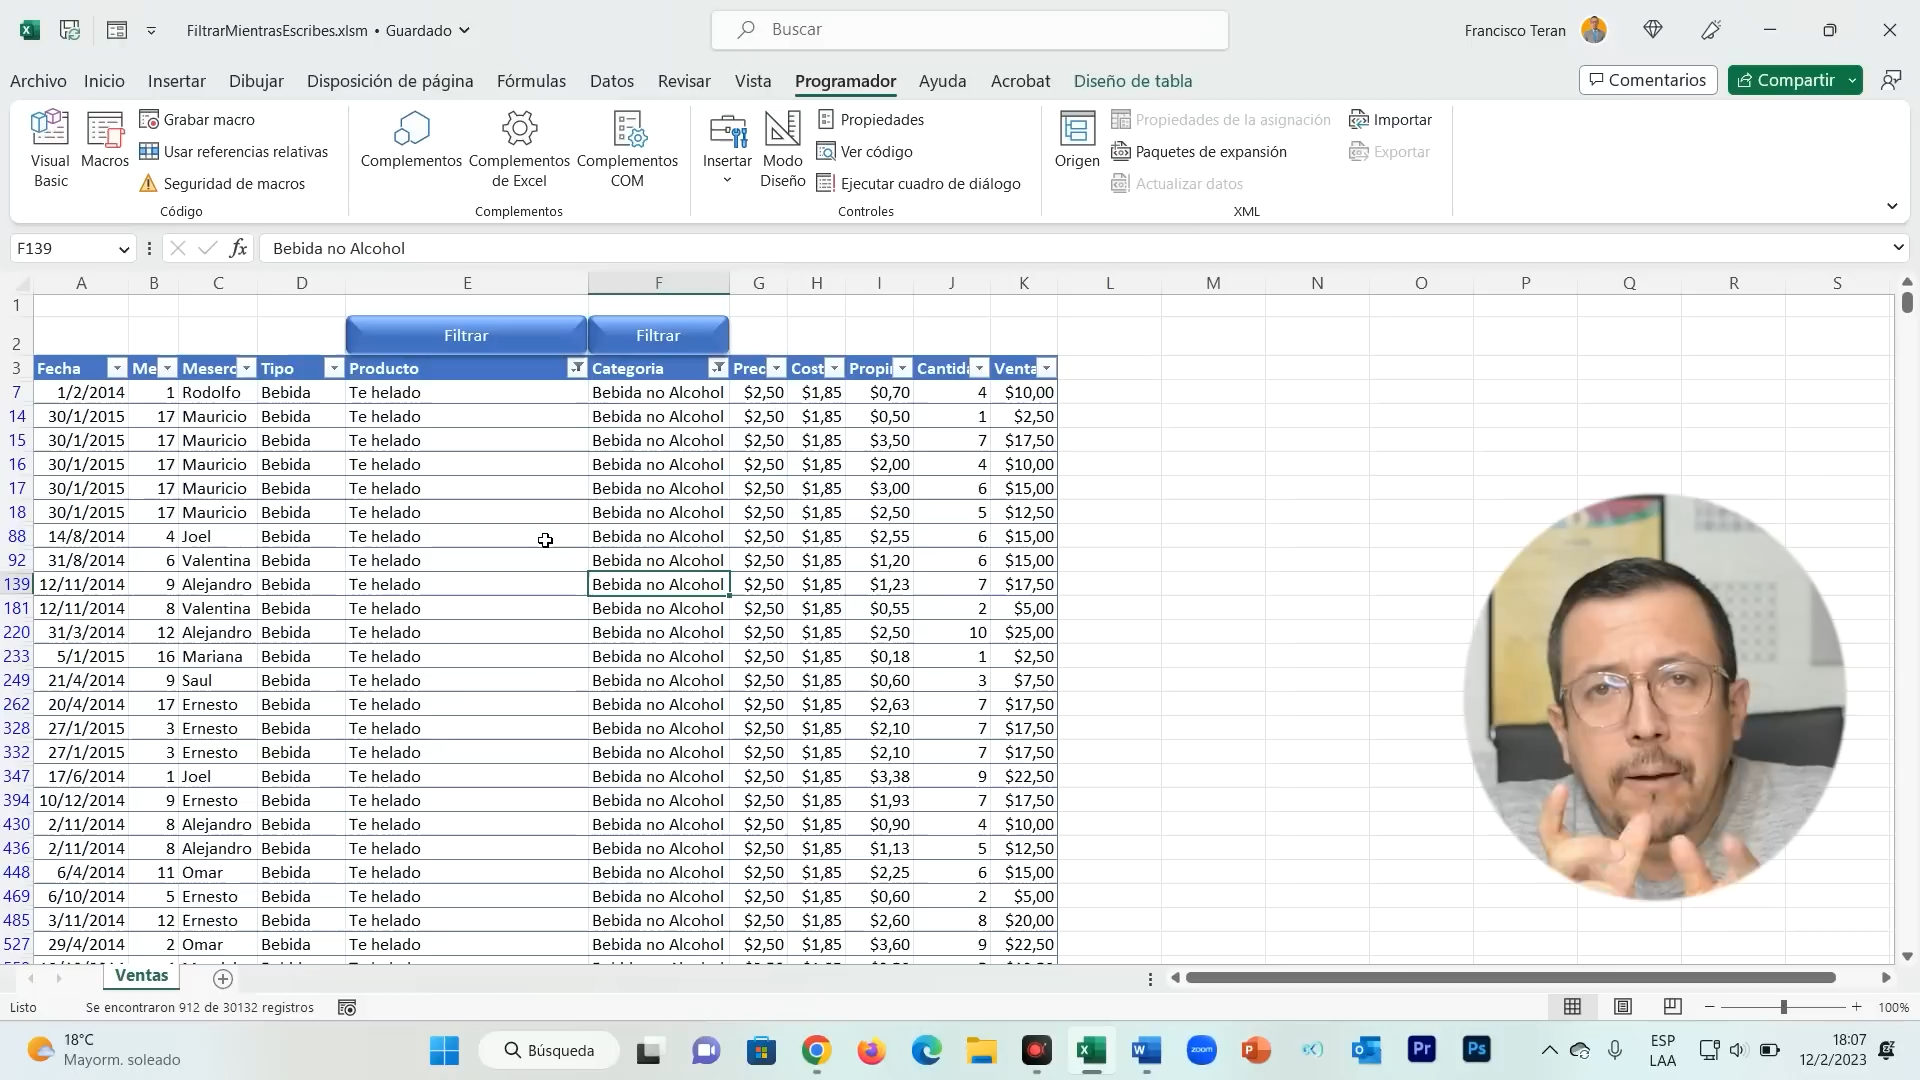 FiltrarMientrasEscribes.xlsm • Guardado
Buscar
Francisco Teran
Archivo Inicio Insertar Dibujar Disposición de página Fórmulas Datos Revisar Vista Programador Ayuda Acrobat Diseño de tabla
Comentarios Compartir
Visual Basic
Macros
Grabar macro
Usar referencias relativas
Seguridad de macros
Código
Complementos
Complementos de Excel
Complementos COM
Complementos
Insertar
Modo Diseño
Propiedades
Ver código
Ejecutar cuadro de diálogo
Controles
Origen
Propiedades de la asignación
Paquetes de expansión
Actualizar datos
Importar
Exportar
XML
F139 fx Bebida no Alcohol
A B C D E F G H I J K L M N O P Q R S
1
2 Filtrar Filtrar
3 Fecha Me Meserc Tipo Producto Categoria Prec Cost Propi Cantida Venta
7 1/2/2014 1 Rodolfo Bebida Te helado Bebida no Alcohol $2,50 $1,85 $0,70 4 $10,00
14 30/1/2015 17 Mauricio Bebida Te helado Bebida no Alcohol $2,50 $1,85 $0,50 1 $2,50
15 30/1/2015 17 Mauricio Bebida Te helado Bebida no Alcohol $2,50 $1,85 $3,50 7 $17,50
16 30/1/2015 17 Mauricio Bebida Te helado Bebida no Alcohol $2,50 $1,85 $2,00 4 $10,00
17 30/1/2015 17 Mauricio Bebida Te helado Bebida no Alcohol $2,50 $1,85 $3,00 6 $15,00
18 30/1/2015 17 Mauricio Bebida Te helado Bebida no Alcohol $2,50 $1,85 $2,50 5 $12,50
88 14/8/2014 4 Joel Bebida Te helado Bebida no Alcohol $2,50 $1,85 $2,55 6 $15,00
92 31/8/2014 6 Valentina Bebida Te helado Bebida no Alcohol $2,50 $1,85 $1,20 6 $15,00
139 12/11/2014 9 Alejandro Bebida Te helado Bebida no Alcohol $2,50 $1,85 $1,23 7 $17,50
181 12/11/2014 8 Valentina Bebida Te helado Bebida no Alcohol $2,50 $1,85 $0,55 2 $5,00
220 31/3/2014 12 Alejandro Bebida Te helado Bebida no Alcohol $2,50 $1,85 $2,50 10 $25,00
233 5/1/2015 16 Mariana Bebida Te helado Bebida no Alcohol $2,50 $1,85 $0,18 1 $2,50
249 21/4/2014 9 Saul Bebida Te helado Bebida no Alcohol $2,50 $1,85 $0,60 3 $7,50
262 20/4/2014 17 Ernesto Bebida Te helado Bebida no Alcohol $2,50 $1,85 $2,63 7 $17,50
328 27/1/2015 3 Ernesto Bebida Te helado Bebida no Alcohol $2,50 $1,85 $2,10 7 $17,50
332 27/1/2015 3 Ernesto Bebida Te helado Bebida no Alcohol $2,50 $1,85 $2,10 7 $17,50
347 17/6/2014 1 Joel Bebida Te helado Bebida no Alcohol $2,50 $1,85 $3,38 9 $22,50
394 10/12/2014 9 Ernesto Bebida Te helado Bebida no Alcohol $2,50 $1,85 $1,93 7 $17,50
430 2/11/2014 8 Alejandro Bebida Te helado Bebida no Alcohol $2,50 $1,85 $0,90 4 $10,00
436 2/11/2014 8 Alejandro Bebida Te helado Bebida no Alcohol $2,50 $1,85 $1,13 5 $12,50
448 6/4/2014 11 Omar Bebida Te helado Bebida no Alcohol $2,50 $1,85 $2,25 6 $15,00
469 6/10/2014 5 Ernesto Bebida Te helado Bebida no Alcohol $2,50 $1,85 $0,60 2 $5,00
485 3/11/2014 12 Ernesto Bebida Te helado Bebida no Alcohol $2,50 $1,85 $2,60 8 $20,00
527 29/4/2014 2 Omar Bebida Te helado Bebida no Alcohol $2,50 $1,85 $3,60 9 $22,50
Ventas
Listo Se encontraron 912 de 30132 registros 100%
18°C
Mayorm. soleado
Búsqueda
zoom
Pr
Ps
ESP
LAA
18:07
12/2/2023